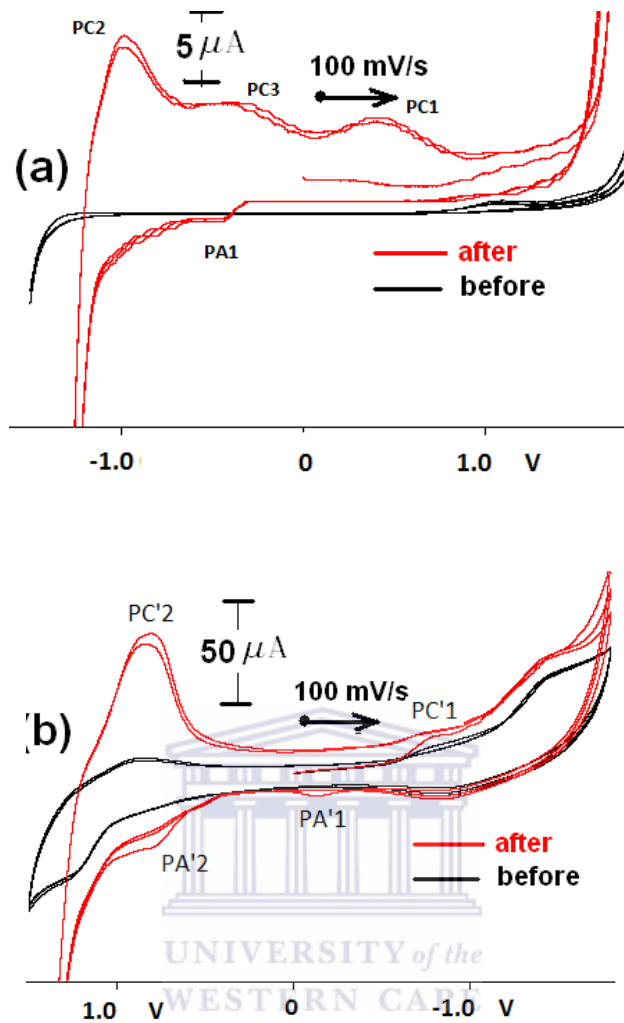 PC2
5 μA
100 mV/s
PC3
PC1
(a)
PA1
after
before
-1.0 0 1.0 V
PC'2
50 μA
100 mV/s
PC'1
(b)
PA'1
PA'2
after
before
UNIVERSITY of the
WESTERN CAPE
1.0 V 0 -1.0 V